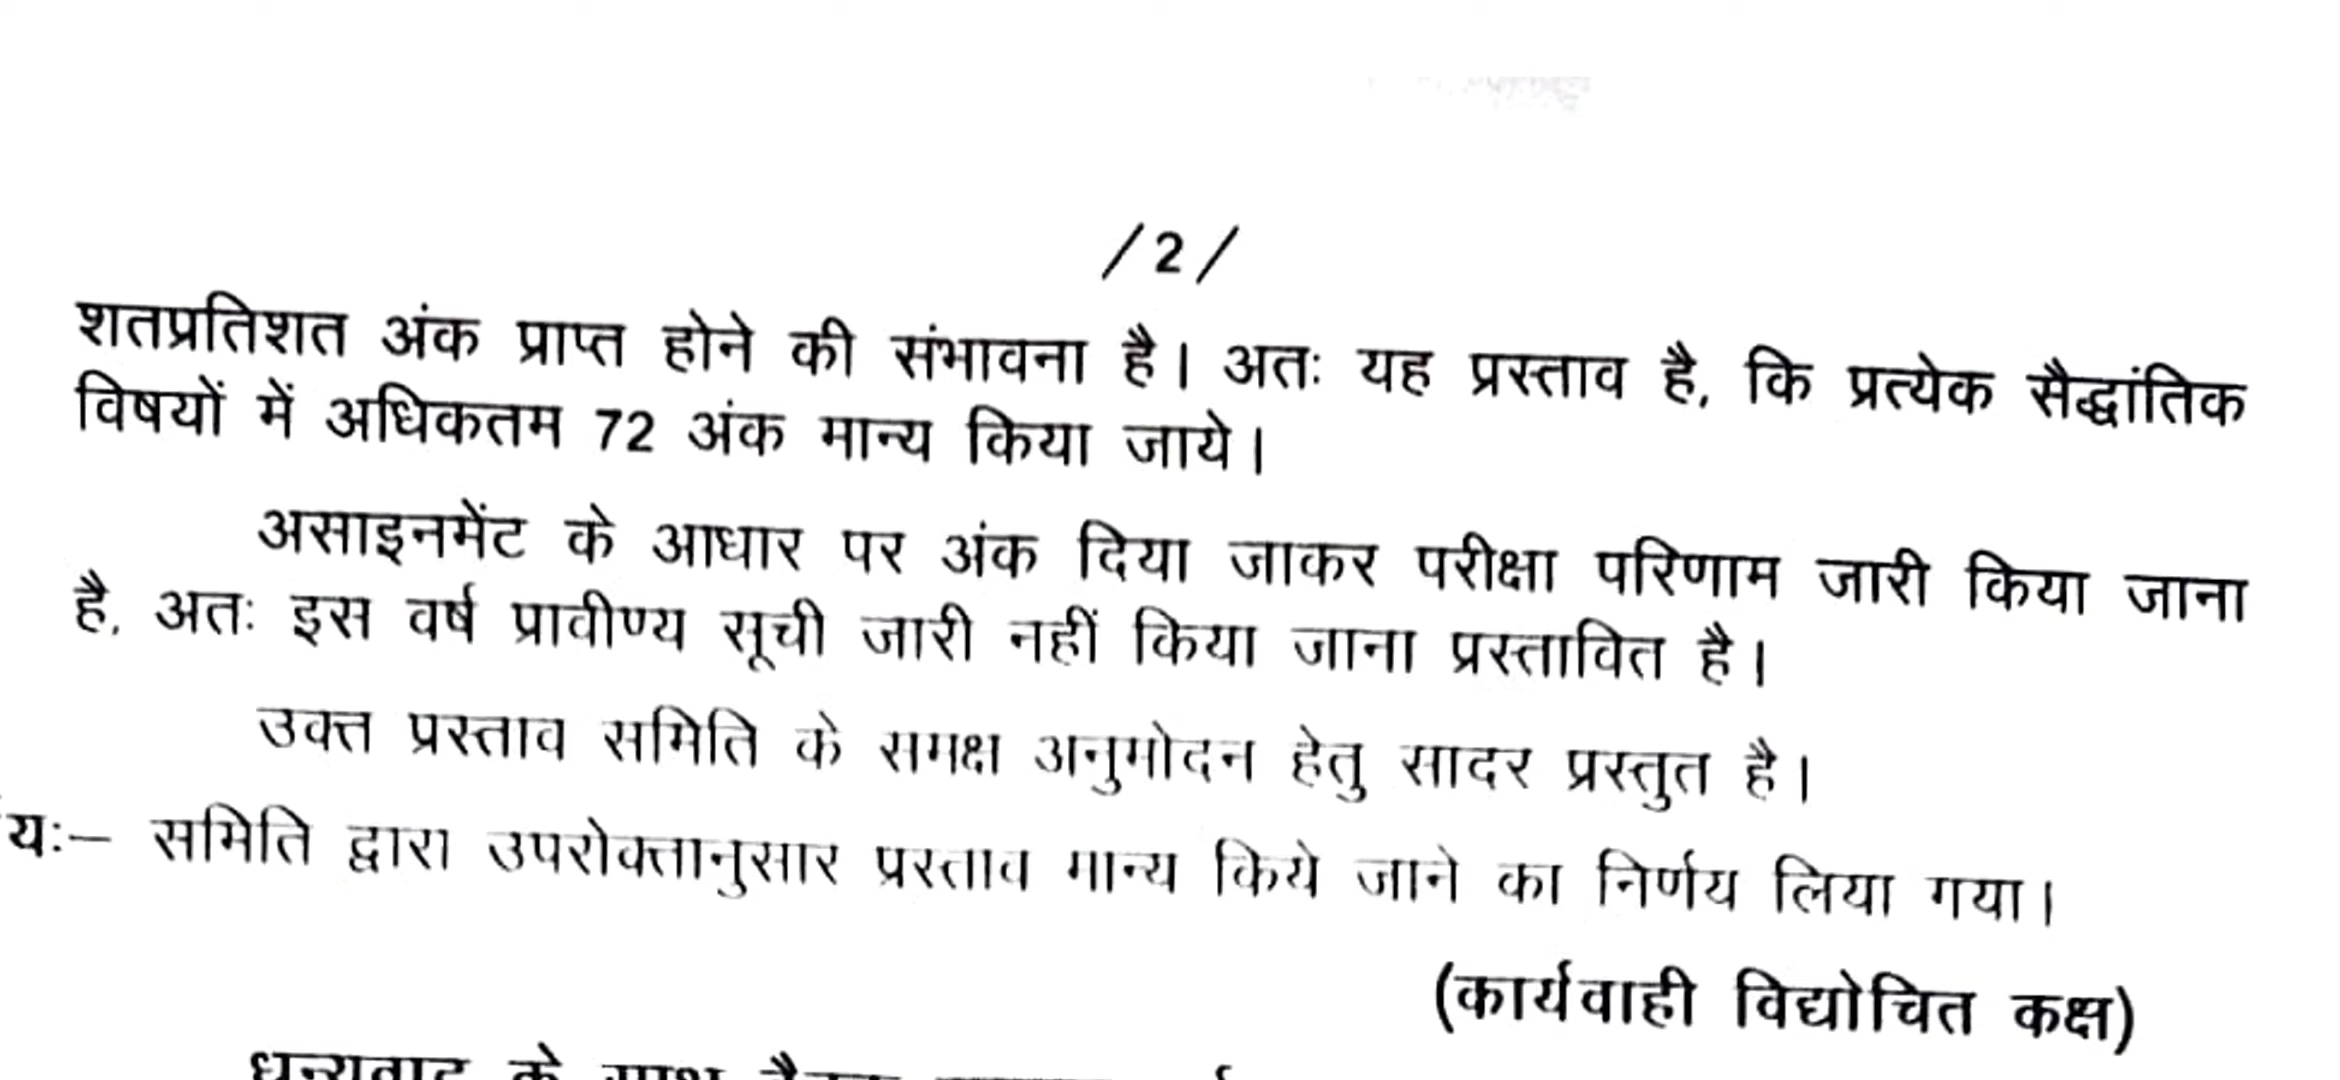 /2/
शतप्रतिशत अंक प्राप्त होने की संभावना है। अतः यह प्रस्ताव है, कि प्रत्येक सैद्धांतिक
विषयों में अधिकतम 72 अंक मान्य किया जाये।
असाइनमेंट के आधार पर अंक दिया जाकर परीक्षा परिणाम जारी किया जाना
है, अतः इस वर्ष प्रावीण्य सूची जारी नहीं किया जाना प्रस्तावित है।
उक्त प्रस्ताव समिति के समक्ष अनुमोदन हेतु सादर प्रस्तुत है।
यः– समिति द्वारा उपरोक्तानुसार प्रस्ताव मान्य किये जाने का निर्णय लिया गया।
(कार्यवाही विद्योचित कक्ष)
धन्यवाद के साथ